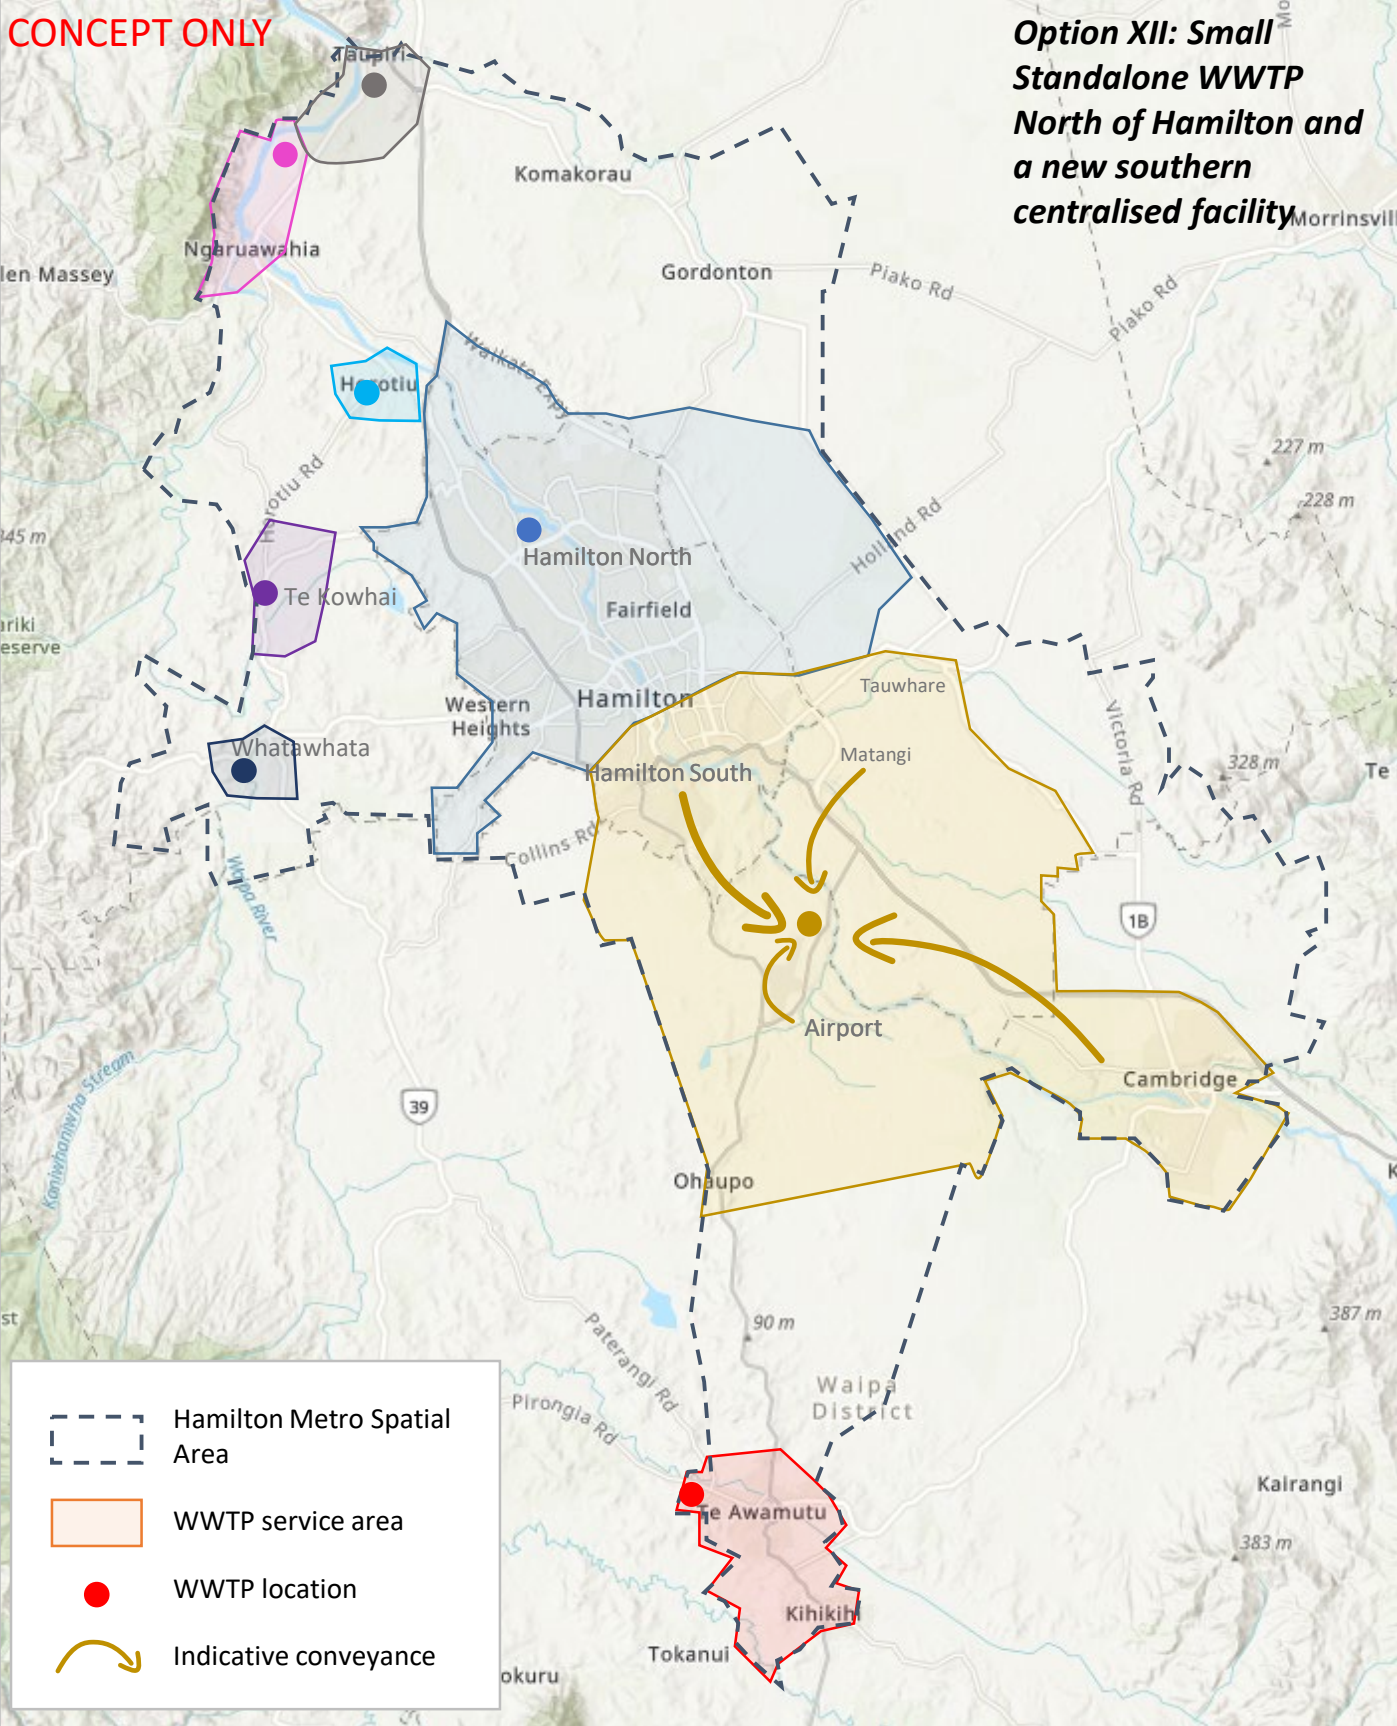 CONCEPT ONLY
Option XII: Small
Standalone WWTP
North of Hamilton and
a new southern
centralised facility
Taupiri
Komakorau
Morrinsvil
Ngaruawahia
len Massey
Gordonton
Piako Rd
Piako Rd
Waikato Expy
Horotiu
227 m
228 m
Horotiu Rd
Holland Rd
345 m
Hamilton North
Te Kowhai
Fairfield
ariki
eserve
Tauwhare
Hamilton
Western
Heights
Victoria Rd
Whatawhata
Matangi
328 m
Te
Hamilton South
Collins Rd
Waipa River
1B
Airport
Kaniwhaniwha Stream
Cambridge
39
Ohaupo
K
st
90 m
387 m
Paterangi Rd
Waipa
District
Pirongia Rd
Hamilton Metro Spatial
Area
Kairangi
Te Awamutu
WWTP service area
383 m
WWTP location
Kihikihi
Tokanui
Indicative conveyance
okuru